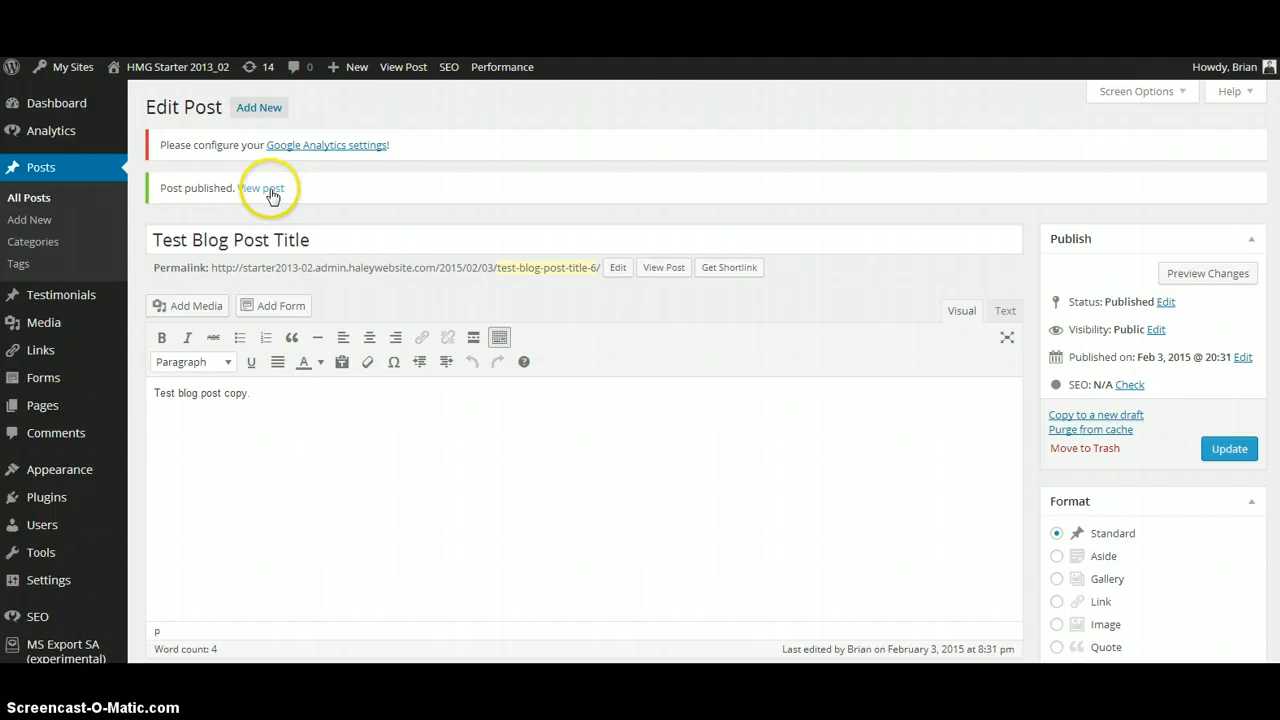 My Sites HMG Starter 2013_02 14 0 New View Post SEO Performance Howdy, Brian
Dashboard
Analytics
Posts
All Posts
Add New
Categories
Tags
Testimonials
Media
Links
Forms
Pages
Comments
Appearance
Plugins
Users
Tools
Settings
SEO
MS Export SA
(experimental)
Screen Options Help
Edit Post Add New
Please configure your Google Analytics settings!
Post published. View post
Test Blog Post Title
Permalink: http://starter2013-02.admin.haleywebsite.com/2015/02/03/test-blog-post-title-6/ Edit View Post Get Shortlink
Add Media Add Form
Visual Text
B I ABC
Paragraph U A Ω
Test blog post copy.
p
Word count: 4 Last edited by Brian on February 3, 2015 at 8:31 pm
Publish
Preview Changes
Status: Published Edit
Visibility: Public Edit
Published on: Feb 3, 2015 @ 20:31 Edit
SEO: N/A Check
Copy to a new draft
Purge from cache
Move to Trash Update
Format
Standard
Aside
Gallery
Link
Image
Quote
Screencast-O-Matic.com